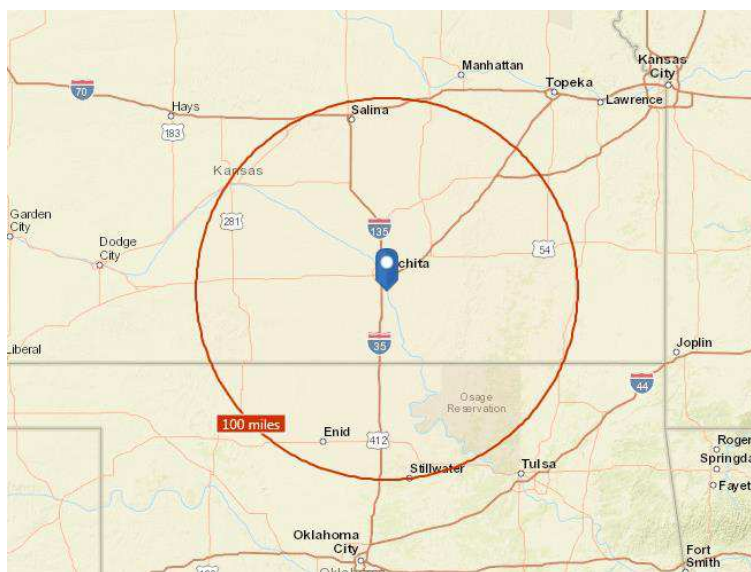 Manhattan
Kansas
City
Topeka
70
Lawrence
Hays
Salina
183
Kansas
Garden
City
281
135
54
Dodge
City
chita
35
Joplin
Liberal
44
Osage
Reservation
100 miles
Enid
412
Roger
Springda
Stillwater
Tulsa
Fayet
Oklahoma
City
Fort
Smith